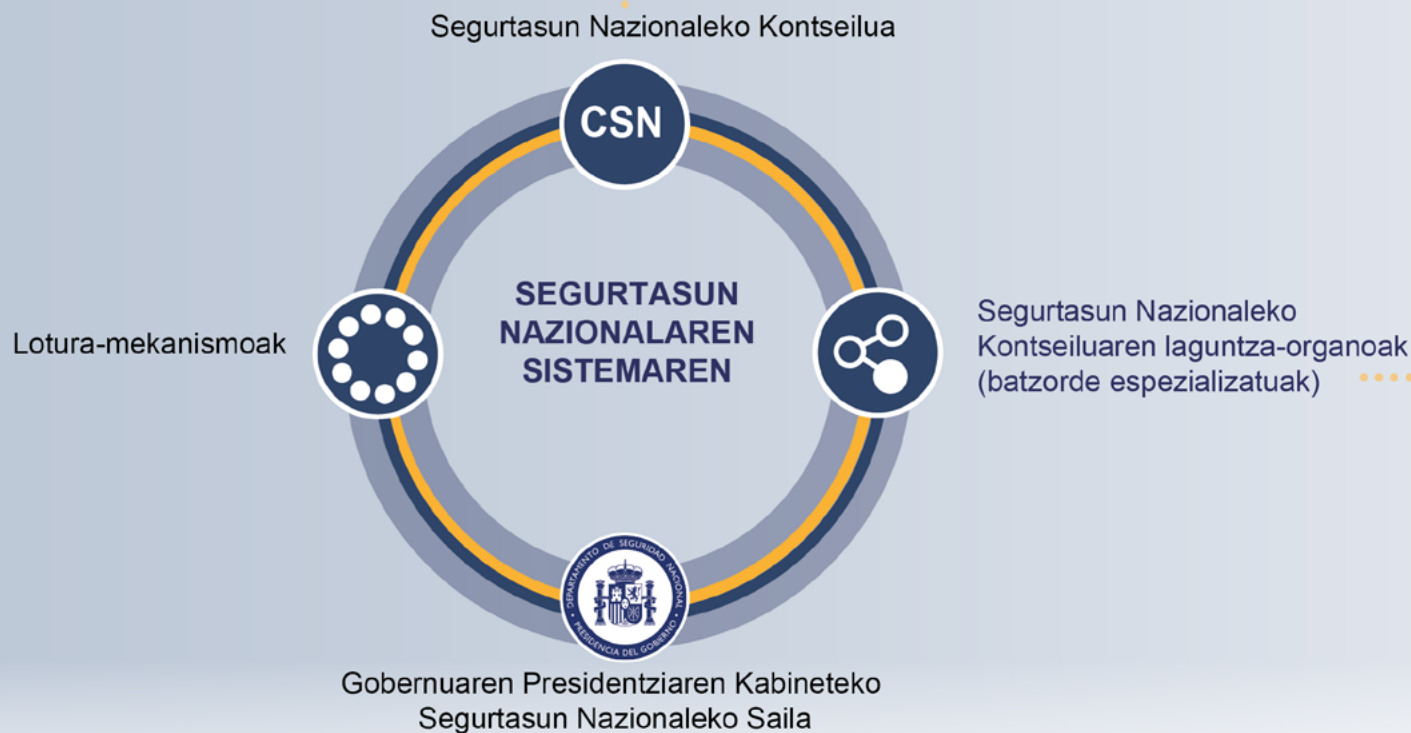 Segurtasun Nazionaleko Kontseilua
CSN
SEGURTASUN
NAZIONALAREN
SISTEMAREN
Lotura-mekanismoak
Segurtasun Nazionaleko
Kontseiluaren laguntza-organoak
(batzorde espezializatuak)
DEPARTAMENTO DE SEGURIDAD NACIONAL
PRESIDENCIA DEL GOBIERNO
Gobernuaren Presidentziaren Kabineteko
Segurtasun Nazionaleko Saila